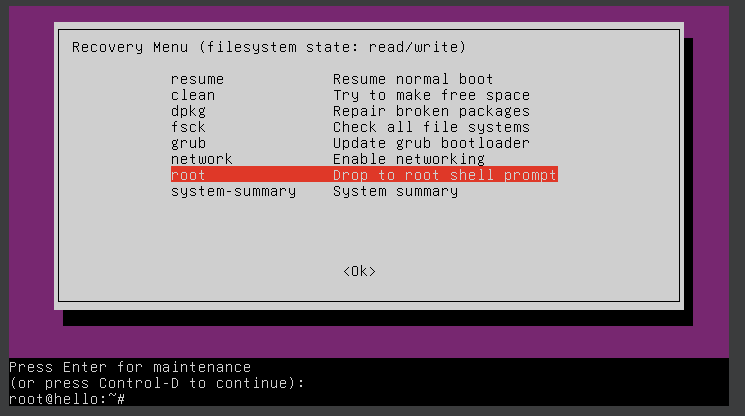 Recovery Menu (filesystem state: read/write)
resume Resume normal boot
clean Try to make free space
dpkg Repair broken packages
fsck Check all file systems
grub Update grub bootloader
network Enable networking
root Drop to root shell prompt
system-summary System summary
<Ok>
Press Enter for maintenance
(or press Control-D to continue):
root@hello:~#